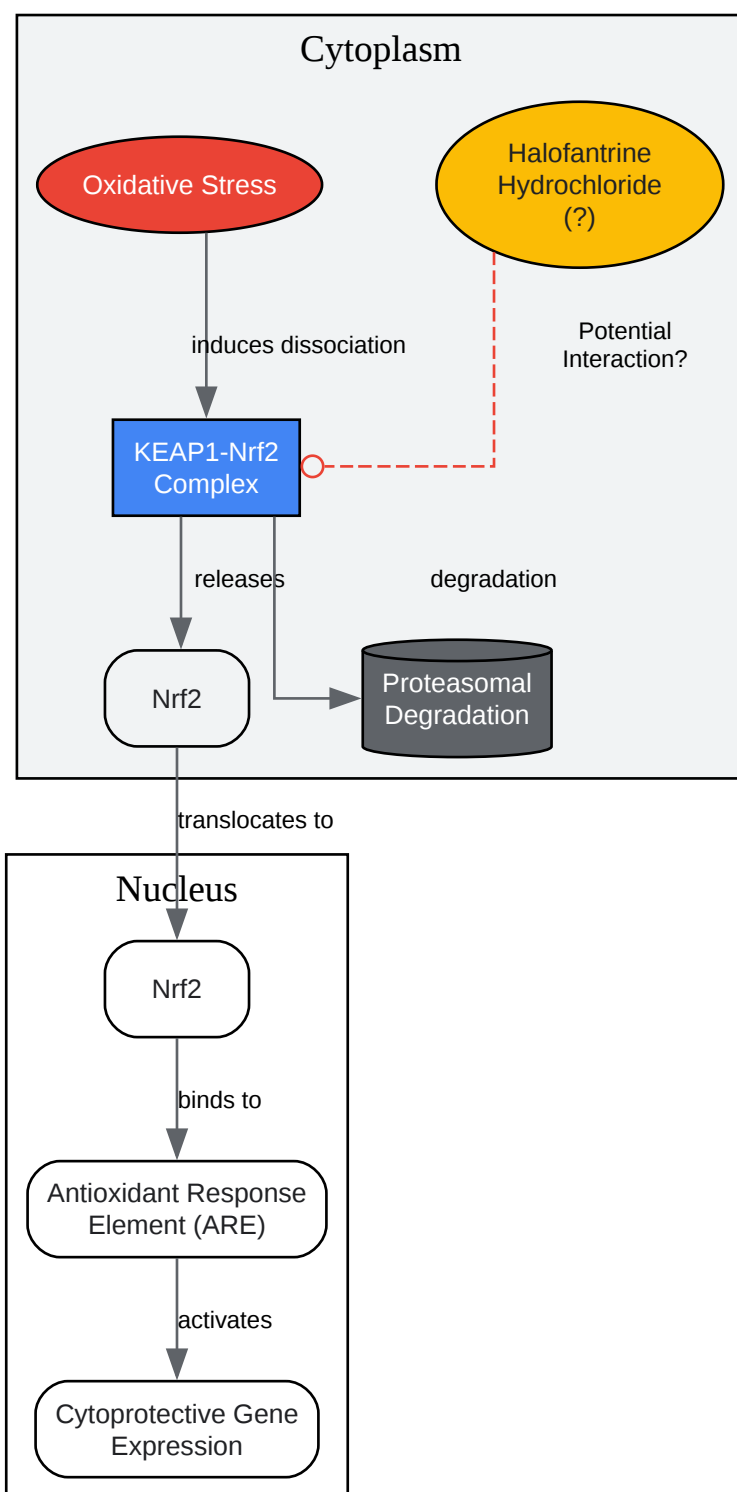 Cytoplasm
Oxidative Stress
Halofantrine
Hydrochloride
(?)
induces dissociation
Potential
Interaction?
KEAP1-Nrf2
Complex
releases
degradation
Nrf2
Proteasomal
Degradation
translocates to
Nucleus
Nrf2
binds to
Antioxidant Response
Element (ARE)
activates
Cytoprotective Gene
Expression